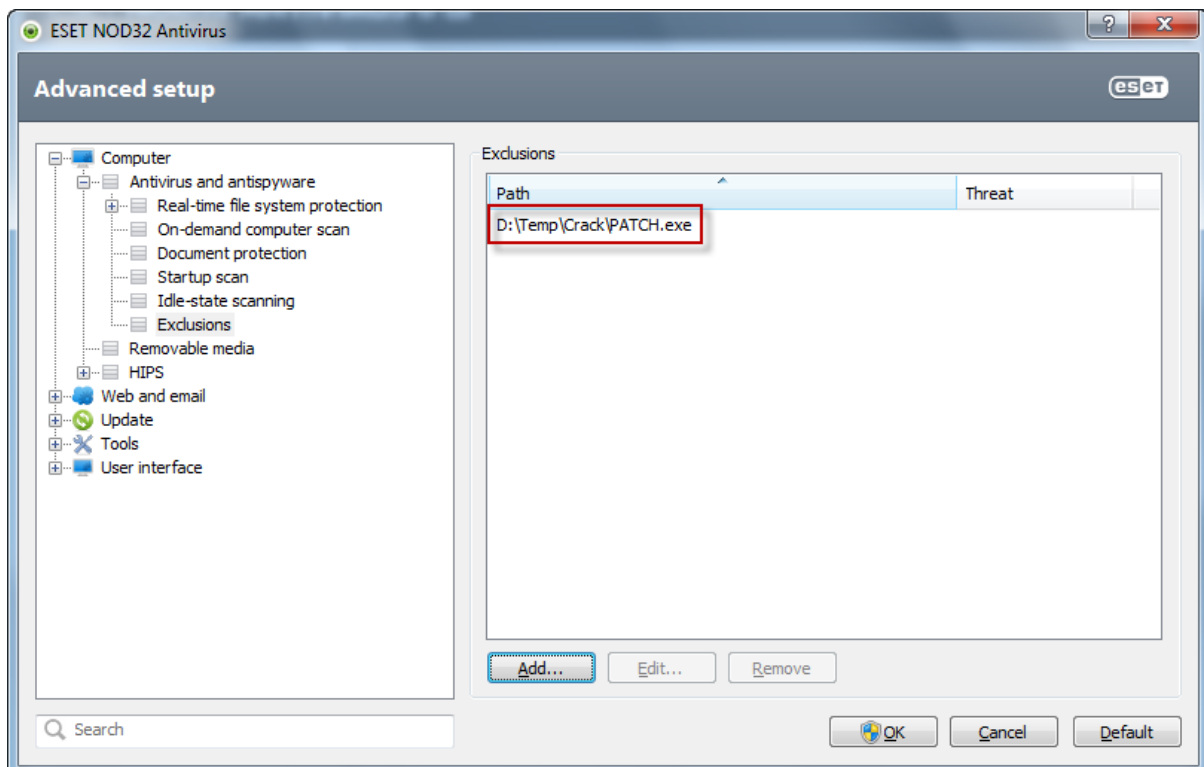 ESET NOD32 Antivirus
?
X
Advanced setup
eset
Computer
Antivirus and antispyware
Real-time file system protection
On-demand computer scan
Document protection
Startup scan
Idle-state scanning
Exclusions
Removable media
HIPS
Web and email
Update
Tools
User interface
Exclusions
Path Threat
D:\Temp\Crack\PATCH.exe
Add... Edit... Remove
Search
OK Cancel Default